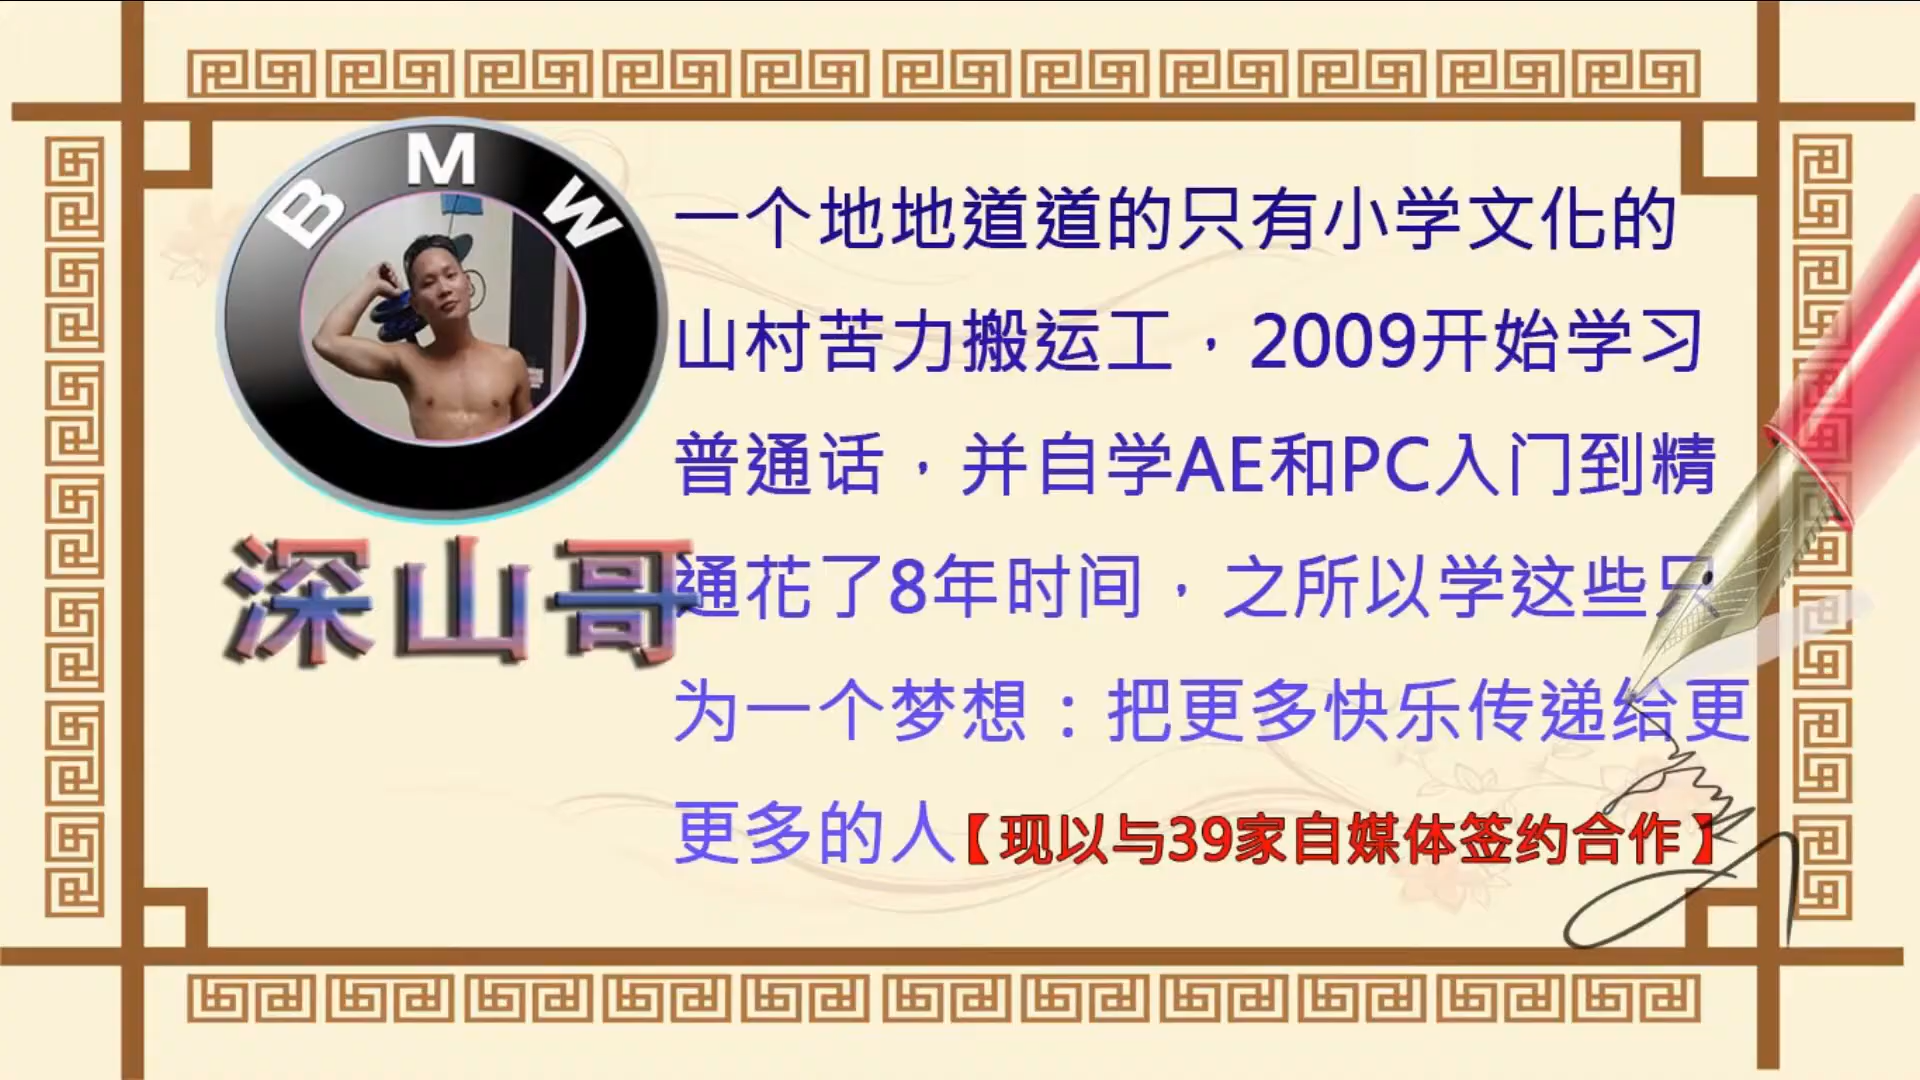 BMW
深山哥
一个地地道道的只有小学文化的
山村苦力搬运工，2009开始学习
普通话，并自学AE和PC入门到精
通花了8年时间，之所以学这些只
为一个梦想：把更多快乐传递给更
更多的人【现以与39家自媒体签约合作】